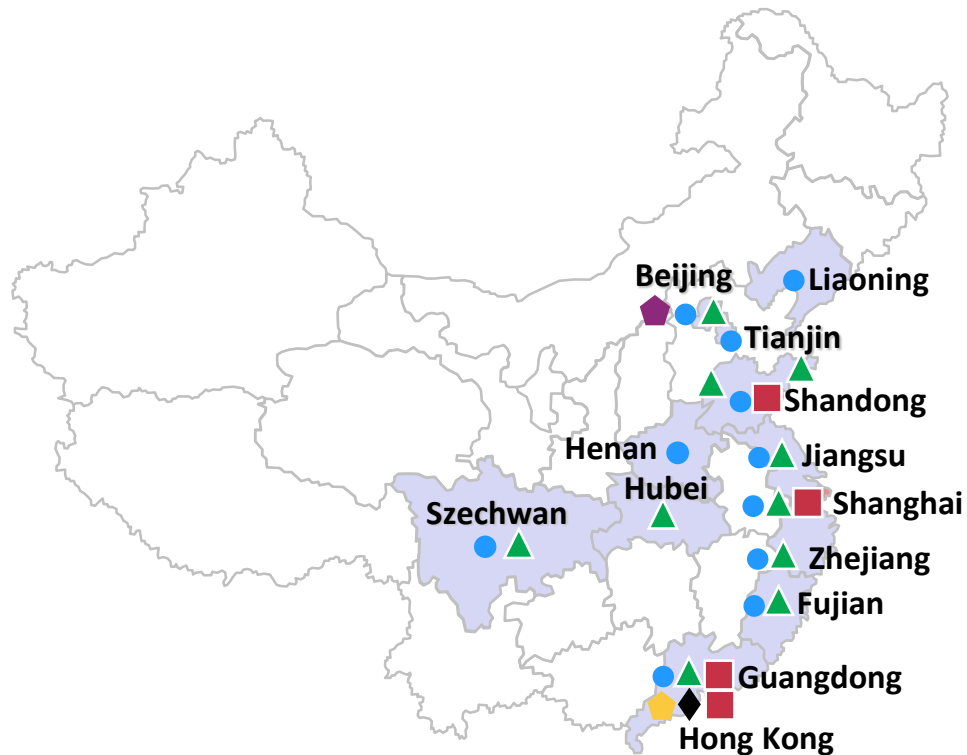 Beijing
Liaoning
Tianjin
Shandong
Henan
Jiangsu
Hubei
Shanghai
Szechwan
Zhejiang
Fujian
Guangdong
Hong Kong